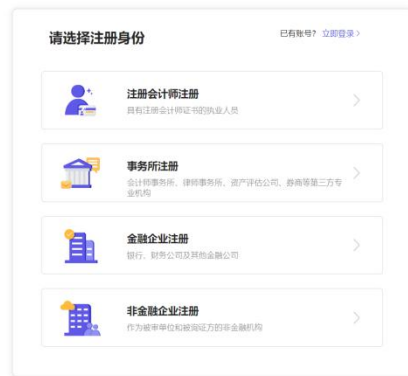 请选择注册身份
已有账号? 立即登录>
注册会计师注册
具有注册会计师证书的执业人员
事务所注册
会计师事务所、律师事务所、资产评估公司、券商等第三方专
业机构
金融企业注册
银行、财务公司及其他金融公司
非金融企业注册
作为被审单位和被询证方的非金融机构